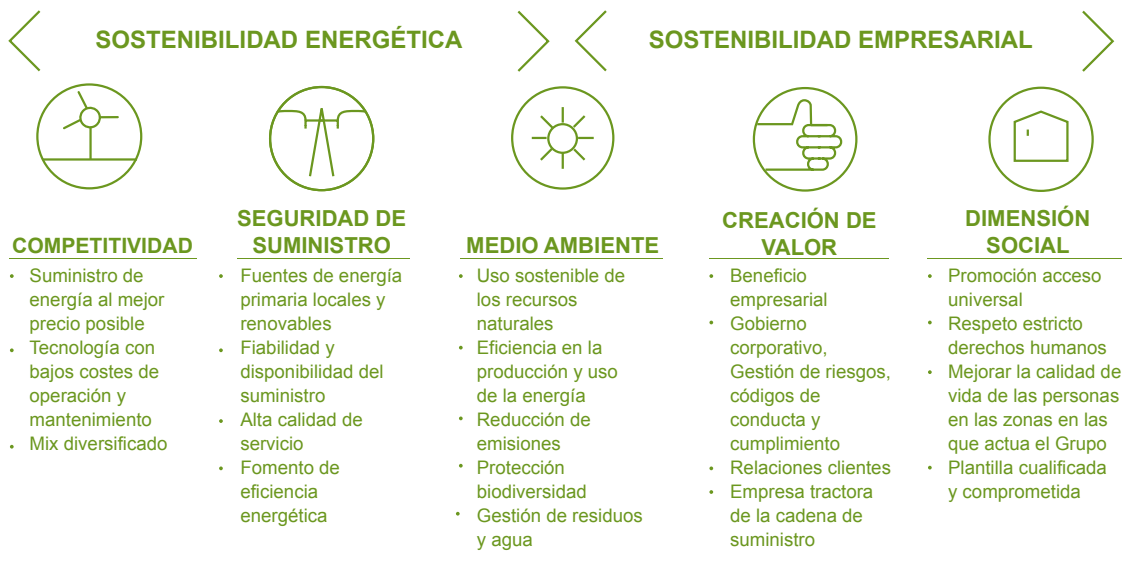 SOSTENIBILIDAD ENERGÉTICA
SOSTENIBILIDAD EMPRESARIAL
COMPETITIVIDAD
• Suministro de
energía al mejor
precio posible
• Tecnología con
bajos costes de
operación y
mantenimiento
• Mix diversificado
SEGURIDAD DE
SUMINISTRO
• Fuentes de energía
primaria locales y
renovables
• Fiabilidad y
disponibilidad del
suministro
• Alta calidad de
servicio
• Fomento de
eficiencia
energética
MEDIO AMBIENTE
• Uso sostenible de
los recursos
naturales
• Eficiencia en la
producción y uso
de la energía
• Reducción de
emisiones
• Protección
biodiversidad
• Gestión de residuos
y agua
CREACIÓN DE
VALOR
• Beneficio
empresarial
• Gobierno
corporativo,
Gestión de riesgos,
códigos de
conducta y
cumplimiento
• Relaciones clientes
• Empresa tractora
de la cadena de
suministro
DIMENSIÓN
SOCIAL
• Promoción acceso
universal
• Respeto estricto
derechos humanos
• Mejorar la calidad de
vida de las personas
en las zonas en las
que actua el Grupo
• Plantilla cualificada
y comprometida